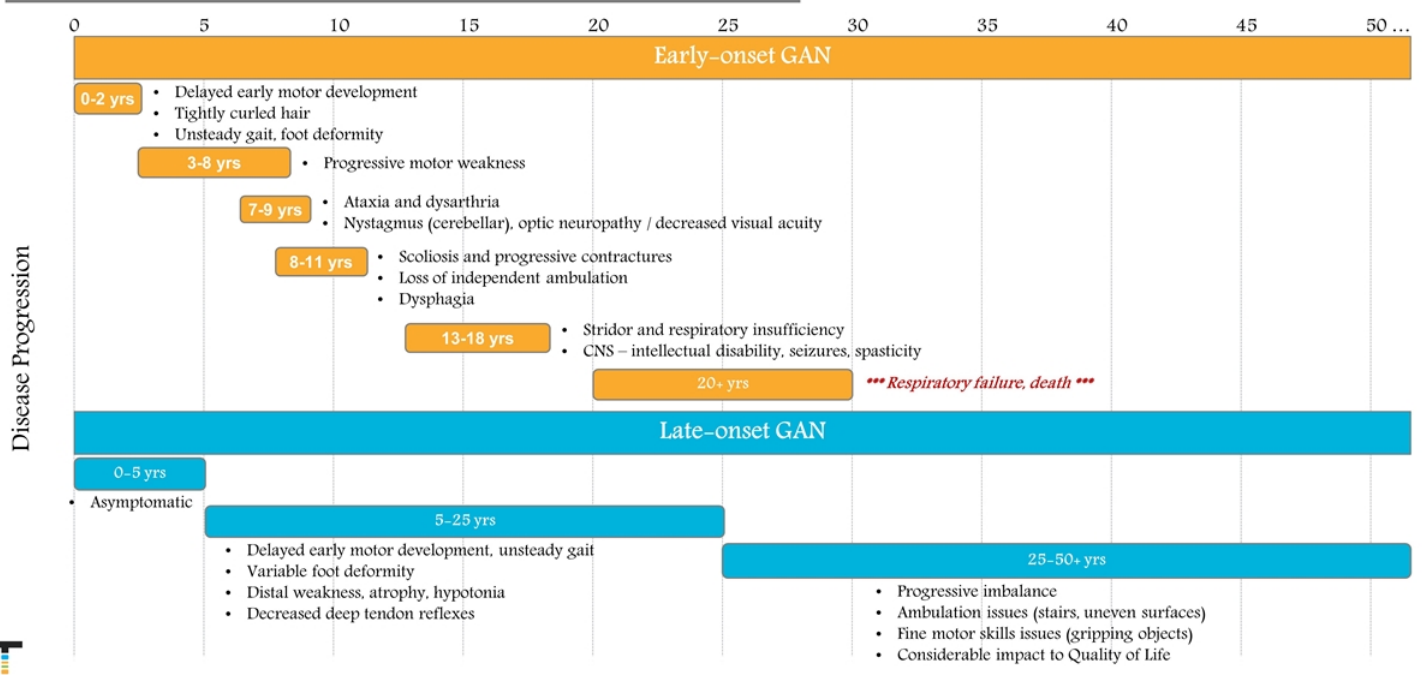 0 5 10 15 20 25 30 35 40 45 50 ...
Early-onset GAN
0-2 yrs
• Delayed early motor development
• Tightly curled hair
• Unsteady gait, foot deformity
3-8 yrs
• Progressive motor weakness
7-9 yrs
• Ataxia and dysarthria
• Nystagmus (cerebellar), optic neuropathy / decreased visual acuity
8-11 yrs
• Scoliosis and progressive contractures
• Loss of independent ambulation
• Dysphagia
13-18 yrs
• Stridor and respiratory insufficiency
• CNS – intellectual disability, seizures, spasticity
20+ yrs
*** Respiratory failure, death ***
Disease Progression
Late-onset GAN
0-5 yrs
• Asymptomatic
5-25 yrs
• Delayed early motor development, unsteady gait
• Variable foot deformity
• Distal weakness, atrophy, hypotonia
• Decreased deep tendon reflexes
25-50+ yrs
• Progressive imbalance
• Ambulation issues (stairs, uneven surfaces)
• Fine motor skills issues (gripping objects)
• Considerable impact to Quality of Life